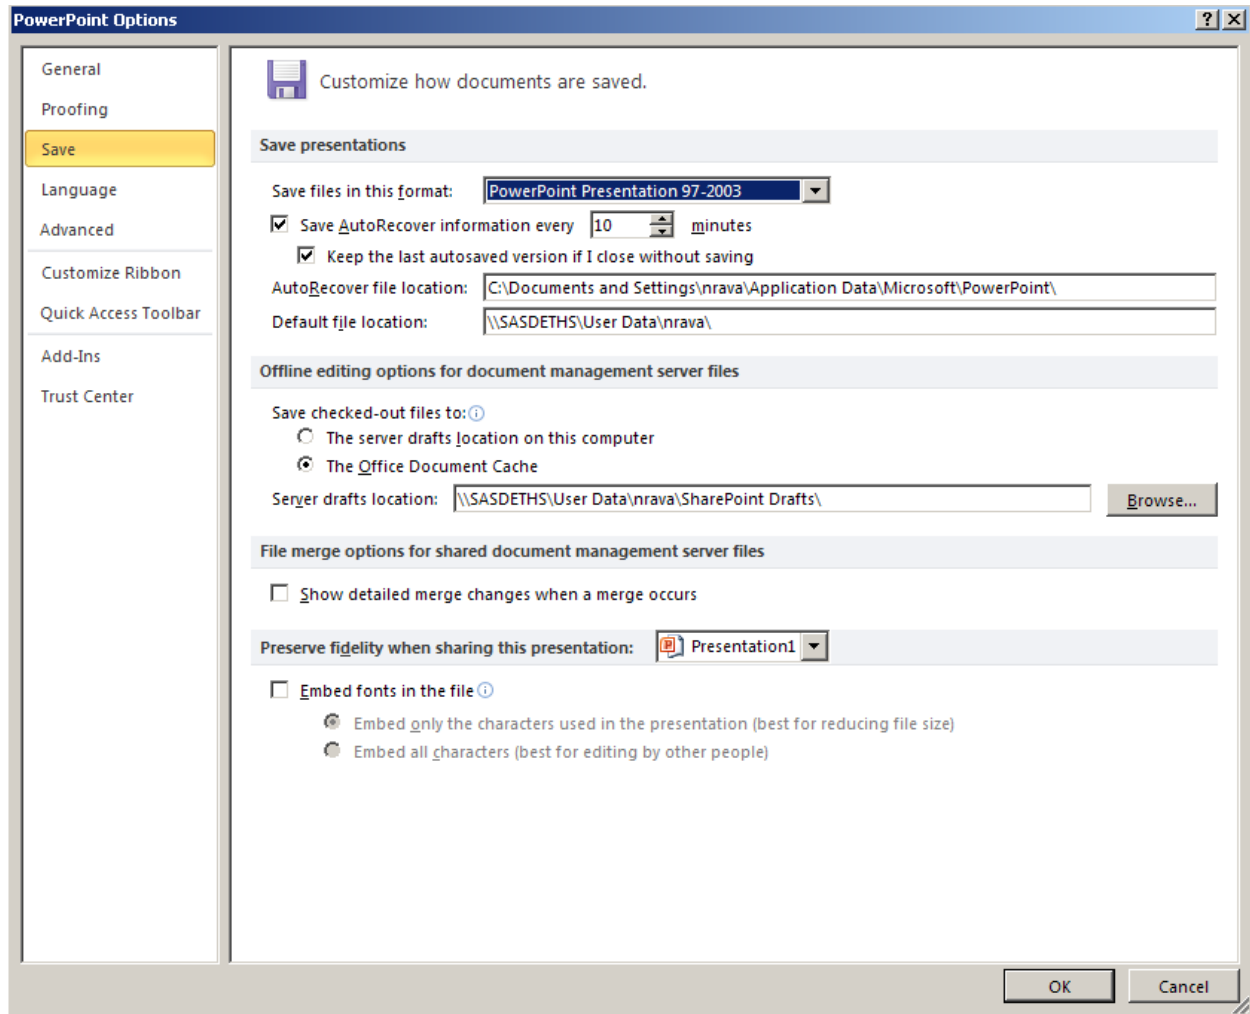 PowerPoint Options
General
Proofing
Save
Language
Advanced
Customize Ribbon
Quick Access Toolbar
Add-Ins
Trust Center
Customize how documents are saved.
Save presentations
Save files in this format: PowerPoint Presentation 97-2003
Save AutoRecover information every 10 minutes
Keep the last autosaved version if I close without saving
AutoRecover file location: C:\Documents and Settings\nrava\Application Data\Microsoft\PowerPoint\
Default file location: \\SASDETHS\User Data\nrava\
Offline editing options for document management server files
Save checked-out files to:
The server drafts location on this computer
The Office Document Cache
Server drafts location: \\SASDETHS\User Data\nrava\SharePoint Drafts\ Browse...
File merge options for shared document management server files
Show detailed merge changes when a merge occurs
Preserve fidelity when sharing this presentation: Presentation1
Embed fonts in the file
Embed only the characters used in the presentation (best for reducing file size)
Embed all characters (best for editing by other people)
OK Cancel